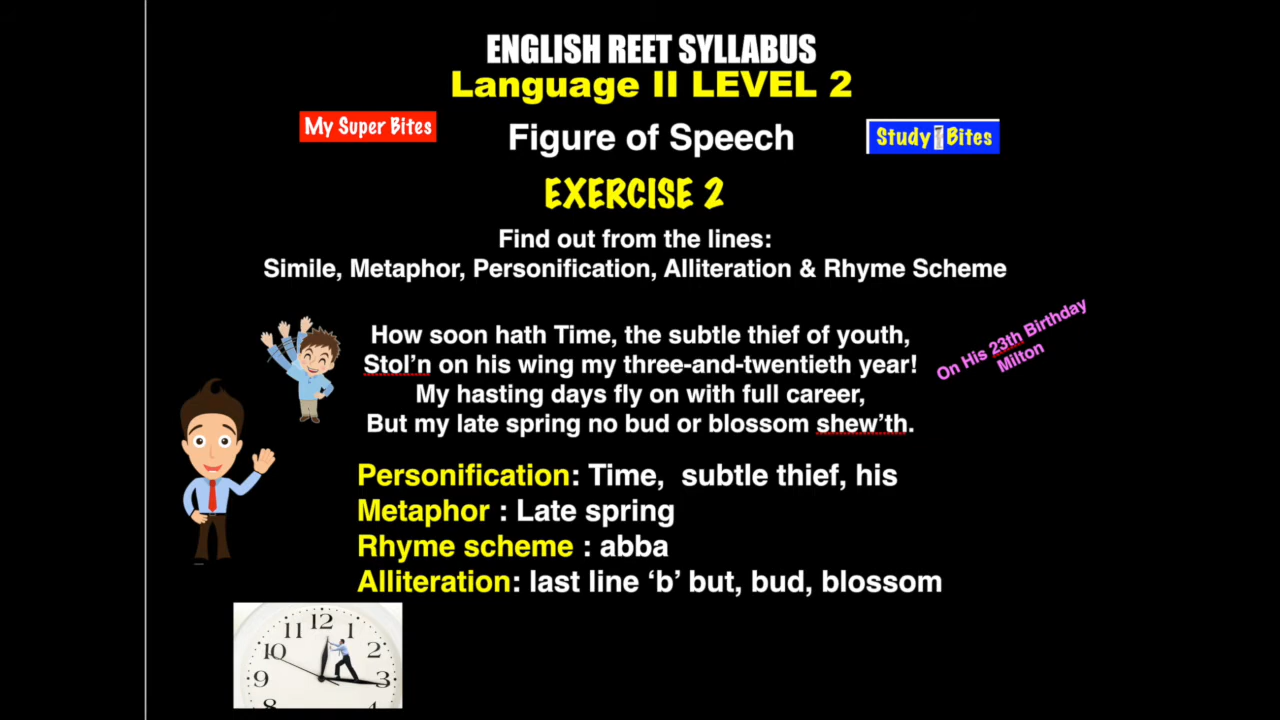 ENGLISH REET SYLLABUS
Language II LEVEL 2
My Super Bites
Figure of Speech
Study Bites
EXERCISE 2
Find out from the lines:
Simile, Metaphor, Personification, Alliteration & Rhyme Scheme
How soon hath Time, the subtle thief of youth,
Stol’n on his wing my three-and-twentieth year!
My hasting days fly on with full career,
But my late spring no bud or blossom shew’th.
On His 23th Birthday
Milton
Personification: Time, subtle thief, his
Metaphor : Late spring
Rhyme scheme : abba
Alliteration: last line ‘b’ but, bud, blossom
12
11 1
10 2
9 3
8 4